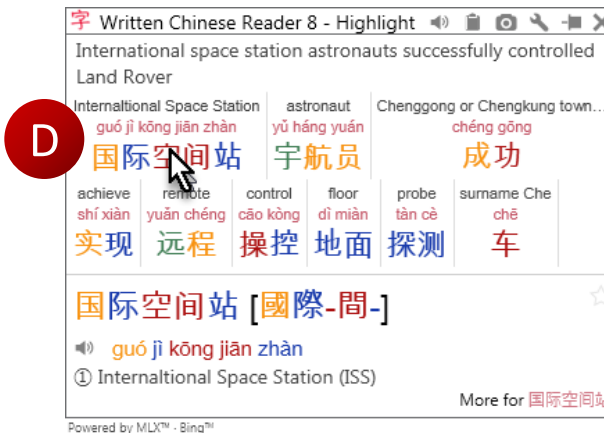 字 Written Chinese Reader 8 - Highlight
International space station astronauts successfully controlled
Land Rover
Internaltional Space Station astronaut Chenggong or Chengkung town...
guó jì kōng jiān zhàn yǔ háng yuán chéng gōng
国际空间站 宇航员 成功
D
achieve remote control floor probe surname Che
shí xiàn yuǎn chéng cāo kòng dì miàn tàn cè chē
实现 远程 操控 地面 探测 车
国际空间站 [國際-間-]
guó jì kōng jiān zhàn
① Internaltional Space Station (ISS)
More for 国际空间站
Powered by MLX™ · Bing™